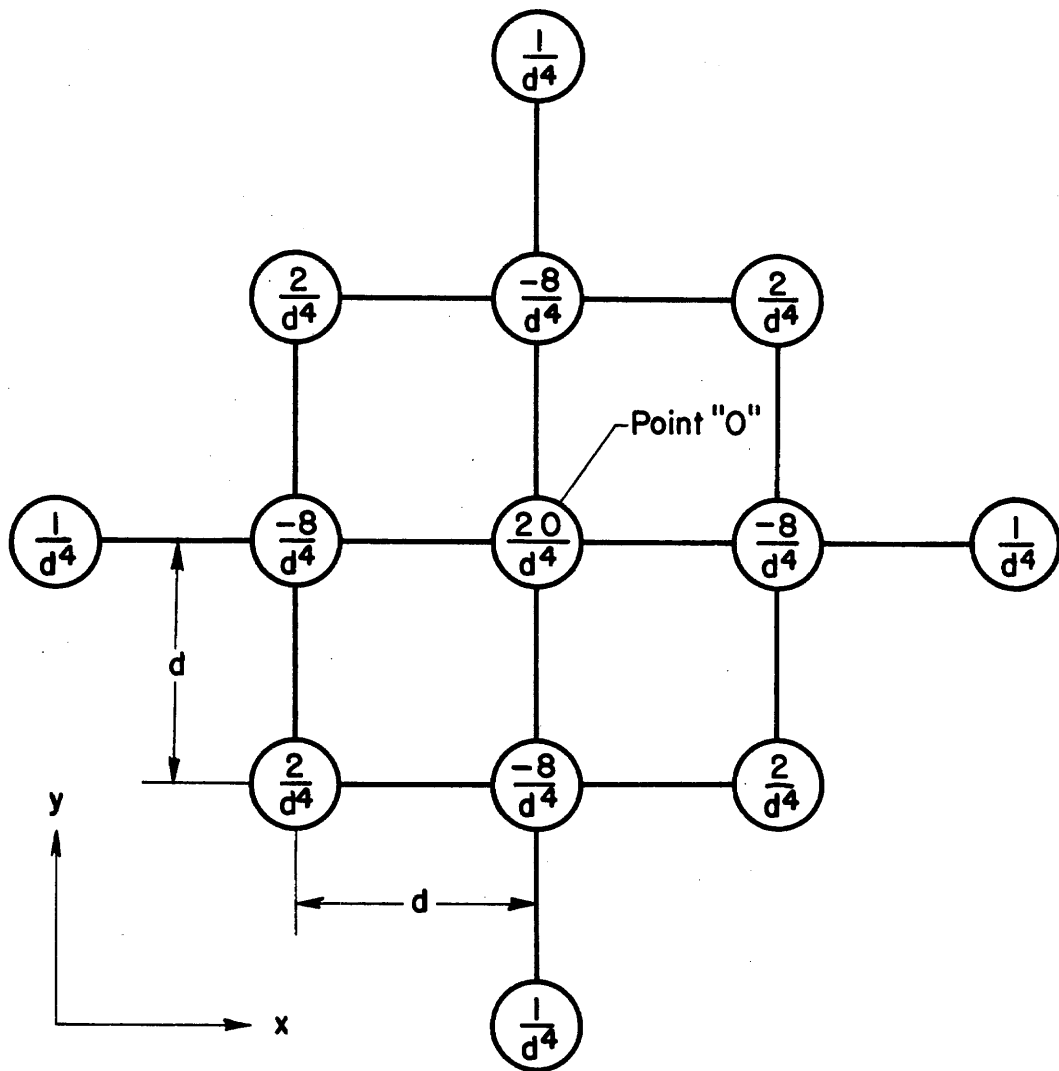 1/d⁴
2/d⁴ -8/d⁴ 2/d⁴
Point "O"
1/d⁴ -8/d⁴ 20/d⁴ -8/d⁴ 1/d⁴
d
2/d⁴ -8/d⁴ 2/d⁴
y
d
x
1/d⁴